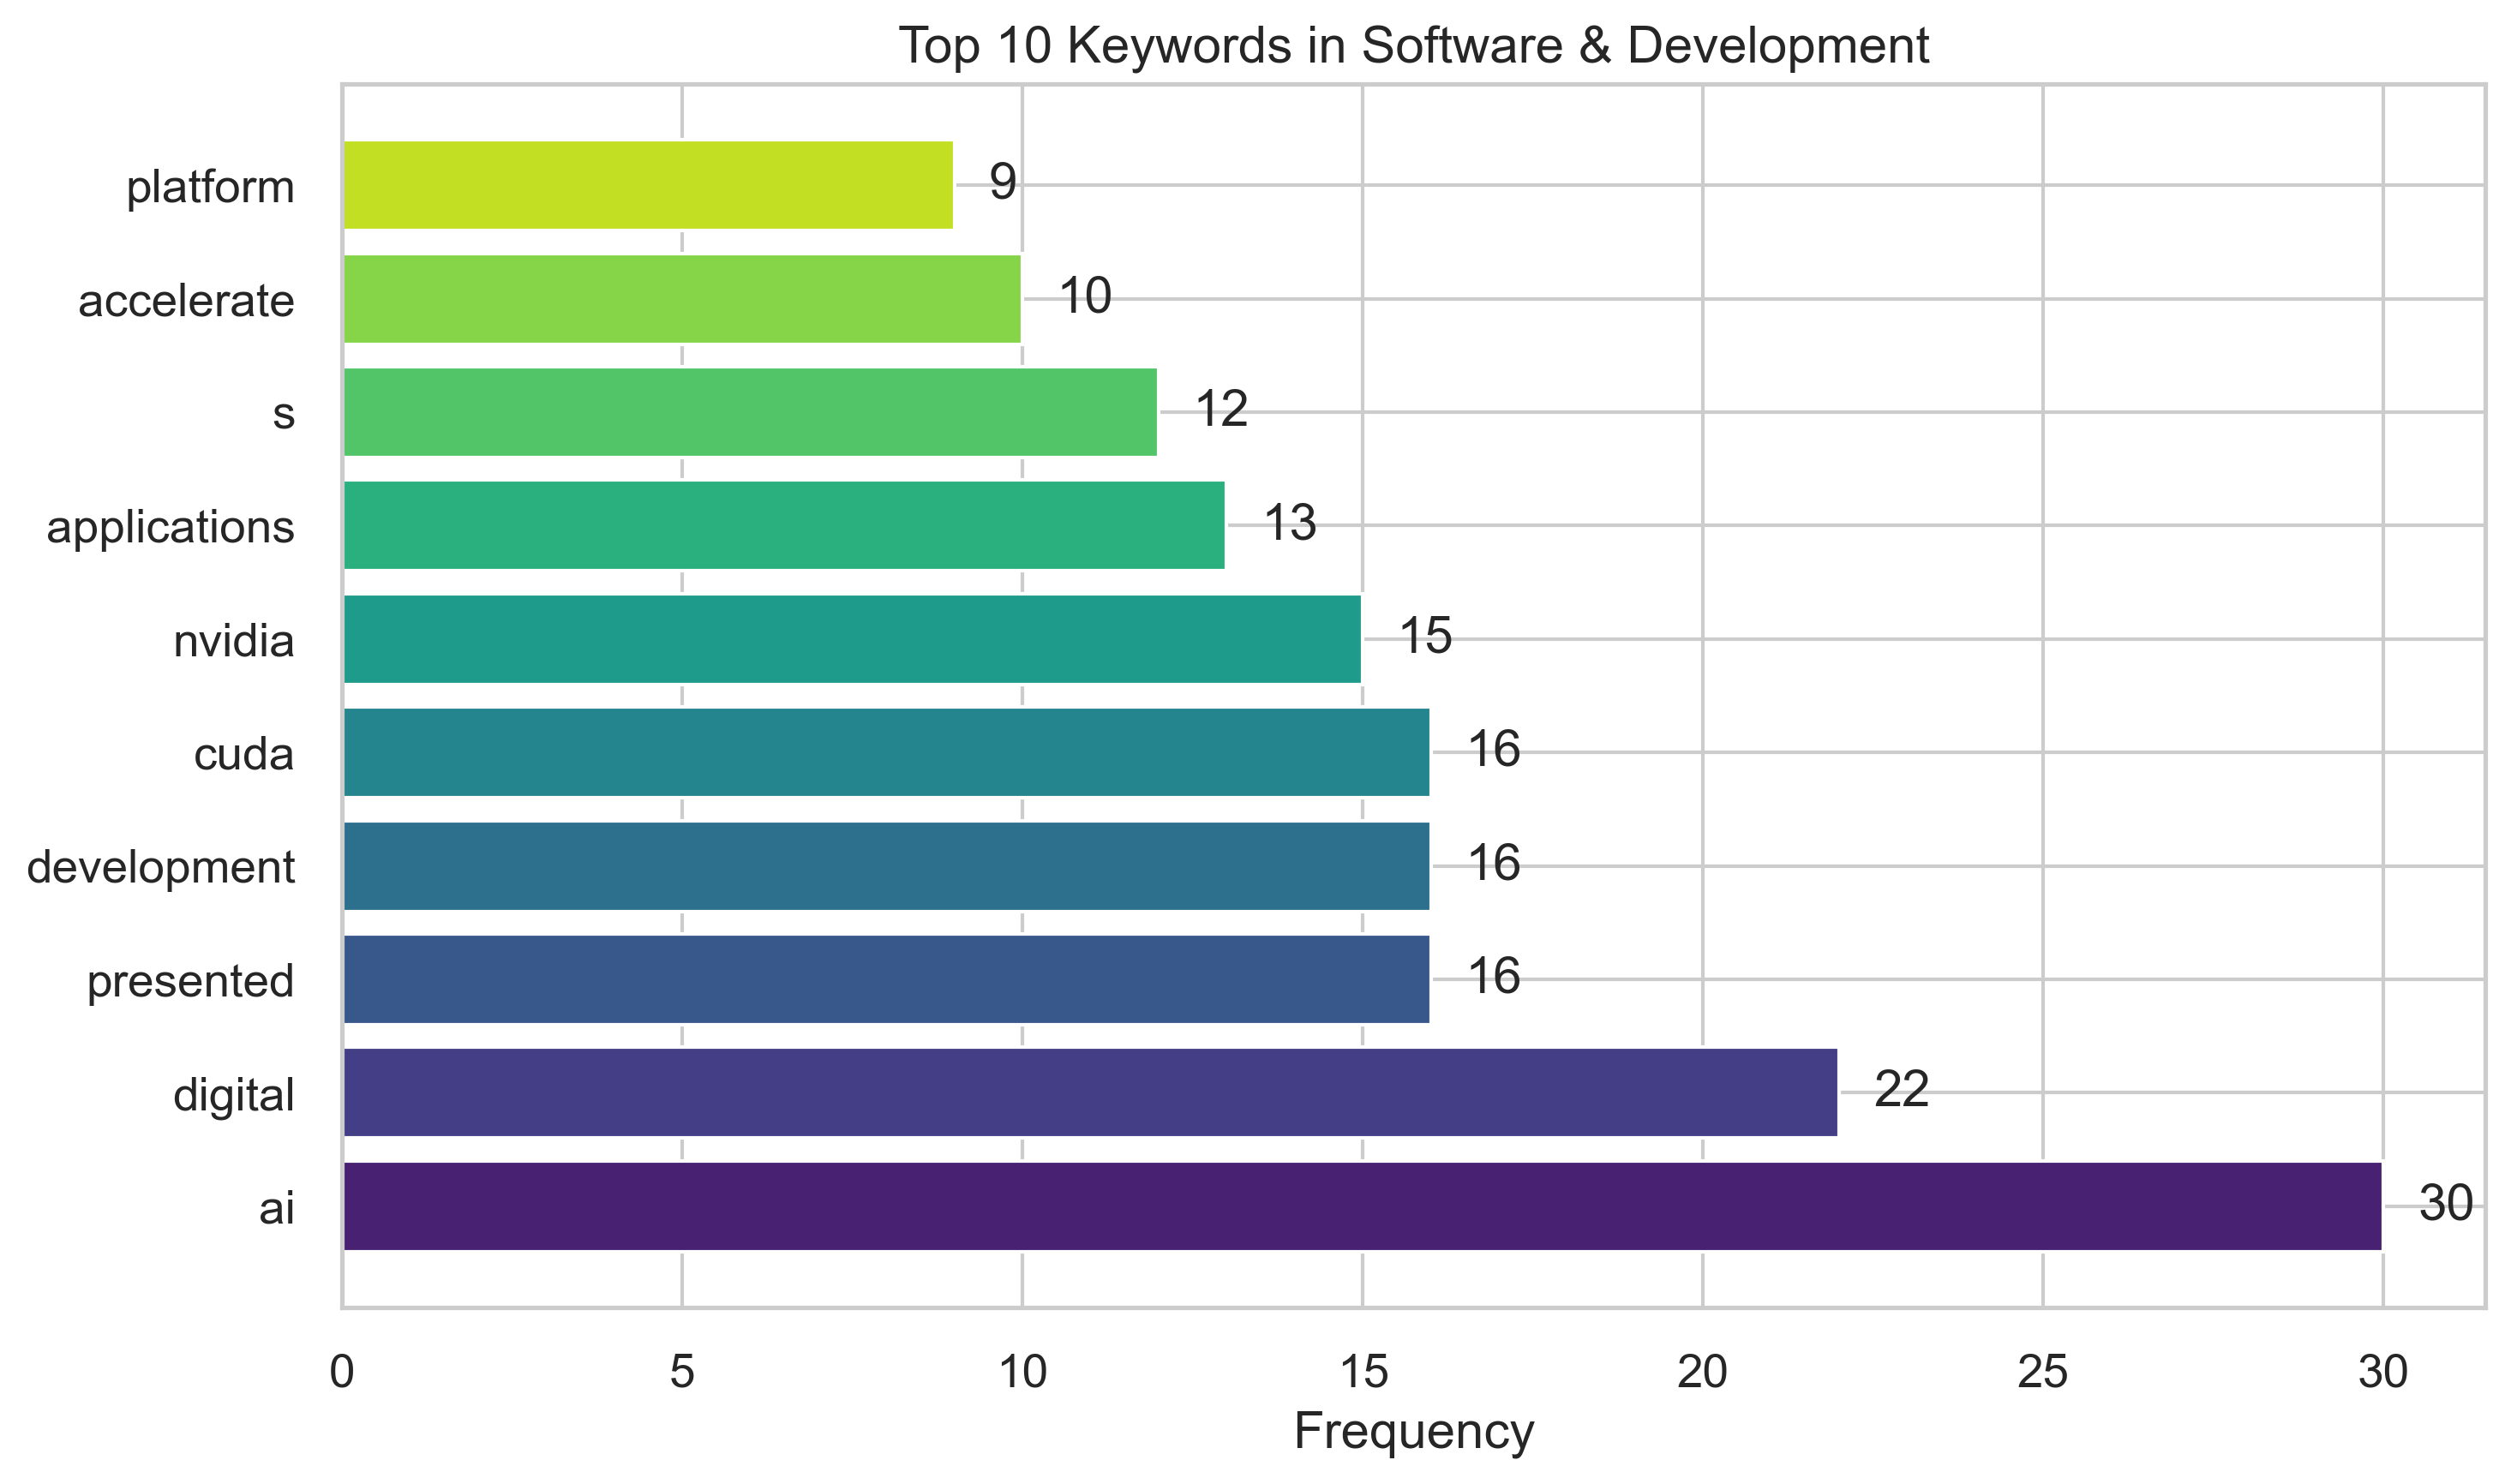 Top 10 Keywords in Software & Development
platform 9
accelerate 10
s 12
applications 13
nvidia 15
cuda 16
development 16
presented 16
digital 22
ai 30
0 5 10 15 20 25 30
Frequency